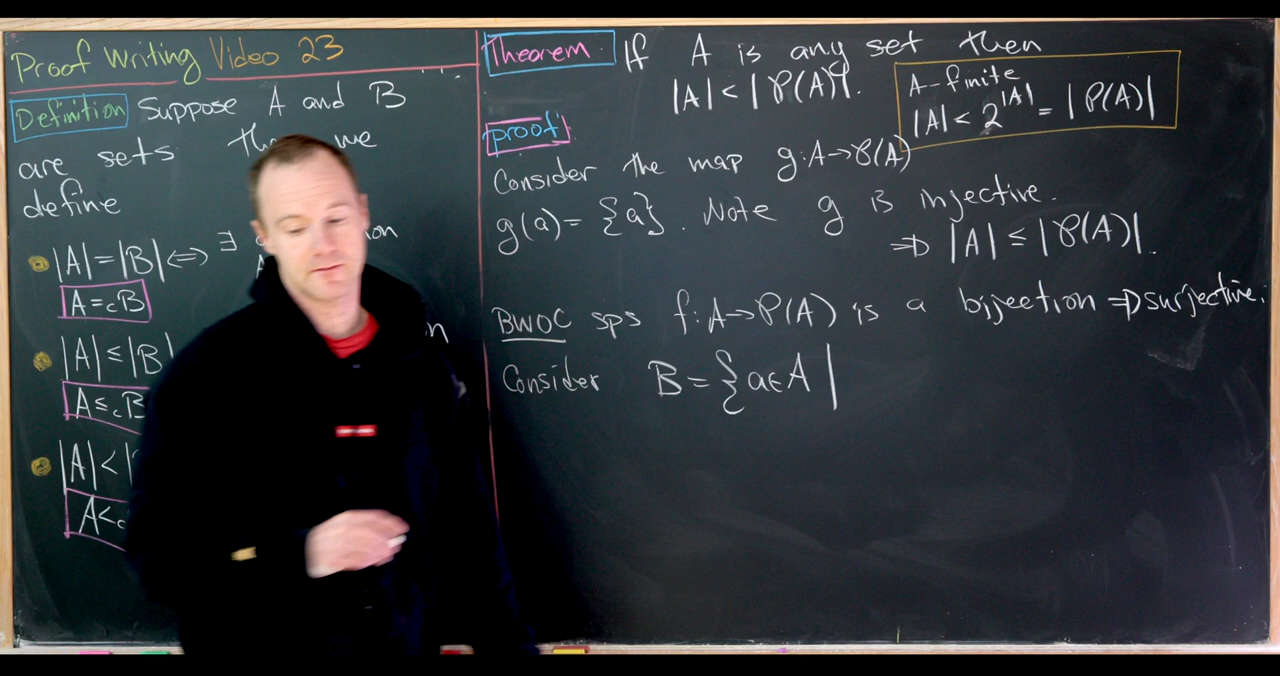 Proof Writing Video 23
Definition Suppose A and B
are sets we
define
|A|=|B| ⇔ ∃
A =c B
|A| ≤ |B|
A ≤c B
|A| <
A <c
Theorem If A is any set then
|A| < |P(A)|.
A-finite
|A| < 2^|A| = |P(A)|
proof
Consider the map g: A→P(A)
g(a) = {a}. Note g is injective.
⇒ |A| ≤ |P(A)|.
BWOC sps f: A→P(A) is a bijection ⇒ surjective.
Consider B = { a∈A |